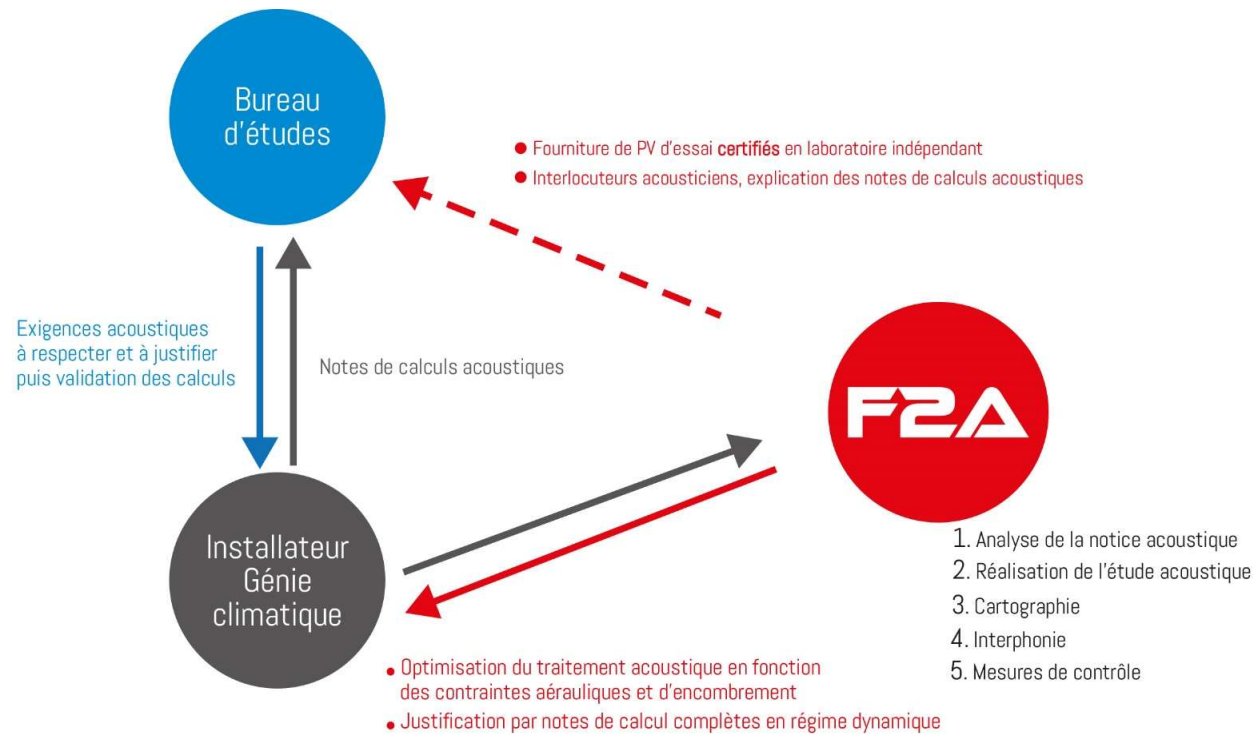 Bureau
d'études
● Fourniture de PV d'essai certifiés en laboratoire indépendant
● Interlocuteurs acousticiens, explication des notes de calculs acoustiques
Exigences acoustiques
à respecter et à justifier
puis validation des calculs
Notes de calculs acoustiques
F2A
Installateur
Génie
climatique
1. Analyse de la notice acoustique
2. Réalisation de l'étude acoustique
3. Cartographie
4. Interphonie
5. Mesures de contrôle
● Optimisation du traitement acoustique en fonction
des contraintes aérauliques et d'encombrement
● Justification par notes de calcul complètes en régime dynamique